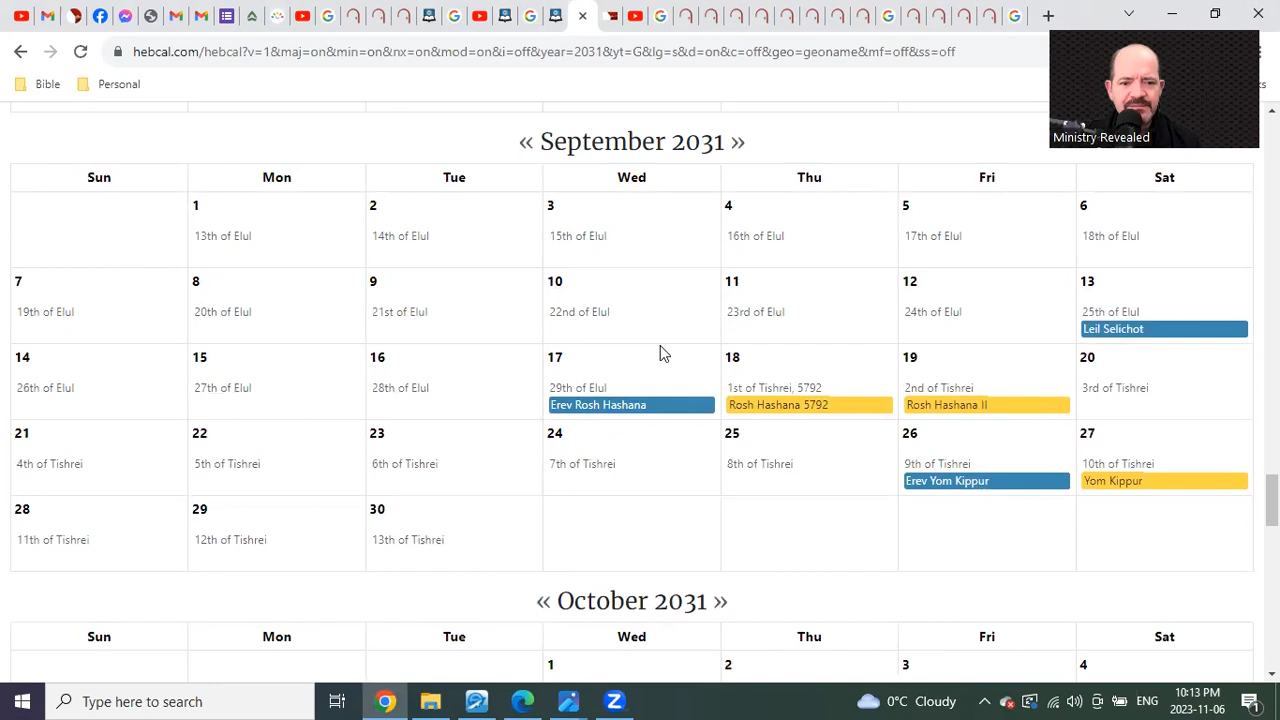 hebcal.com/hebcal?v=1&maj=on&min=on&nx=on&mod=on&i=off&year=2031&yt=G&lg=s&d=on&c=off&geo=geoname&mf=off&ss=off
Bible
Personal
Ministry Revealed
« September 2031 »
Sun Mon Tue Wed Thu Fri Sat
1 2 3 4 5 6
13th of Elul 14th of Elul 15th of Elul 16th of Elul 17th of Elul 18th of Elul
7 8 9 10 11 12 13
19th of Elul 20th of Elul 21st of Elul 22nd of Elul 23rd of Elul 24th of Elul 25th of Elul
Leil Selichot
14 15 16 17 18 19 20
26th of Elul 27th of Elul 28th of Elul 29th of Elul 1st of Tishrei, 5792 2nd of Tishrei 3rd of Tishrei
Erev Rosh Hashana Rosh Hashana 5792 Rosh Hashana II
21 22 23 24 25 26 27
4th of Tishrei 5th of Tishrei 6th of Tishrei 7th of Tishrei 8th of Tishrei 9th of Tishrei 10th of Tishrei
Erev Yom Kippur Yom Kippur
28 29 30
11th of Tishrei 12th of Tishrei 13th of Tishrei
« October 2031 »
Sun Mon Tue Wed Thu Fri Sat
1 2 3 4
Type here to search
0°C Cloudy
ENG
10:13 PM
2023-11-06
1